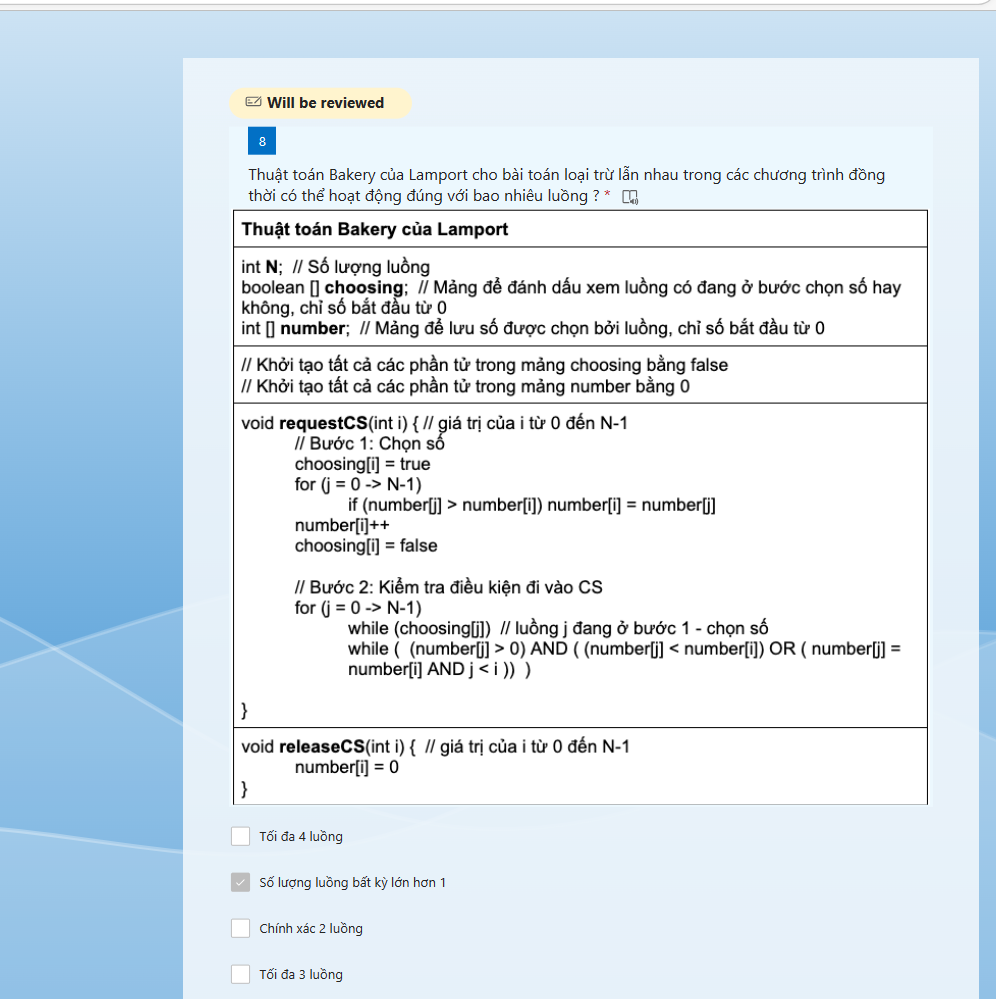 Will be reviewed
8
Thuật toán Bakery của Lamport cho bài toán loại trừ lẫn nhau trong các chương trình đồng
thời có thể hoạt động đúng với bao nhiêu luồng ? *
Thuật toán Bakery của Lamport
int N; // Số lượng luồng
boolean [] choosing; // Mảng để đánh dấu xem luồng có đang ở bước chọn số hay
không, chỉ số bắt đầu từ 0
int [] number; // Mảng để lưu số được chọn bởi luồng, chỉ số bắt đầu từ 0
// Khởi tạo tất cả các phần tử trong mảng choosing bằng false
// Khởi tạo tất cả các phần tử trong mảng number bằng 0
void requestCS(int i) { // giá trị của i từ 0 đến N-1
// Bước 1: Chọn số
choosing[i] = true
for (j = 0 -> N-1)
if (number[j] > number[i]) number[i] = number[j]
number[i]++
choosing[i] = false
// Bước 2: Kiểm tra điều kiện đi vào CS
for (j = 0 -> N-1)
while (choosing[j]) // luồng j đang ở bước 1 - chọn số
while ( (number[j] > 0) AND ( (number[j] < number[i]) OR ( number[j] =
number[i] AND j < i )) )
}
void releaseCS(int i) { // giá trị của i từ 0 đến N-1
number[i] = 0
}
Tối đa 4 luồng
Số lượng luồng bất kỳ lớn hơn 1
Chính xác 2 luồng
Tối đa 3 luồng